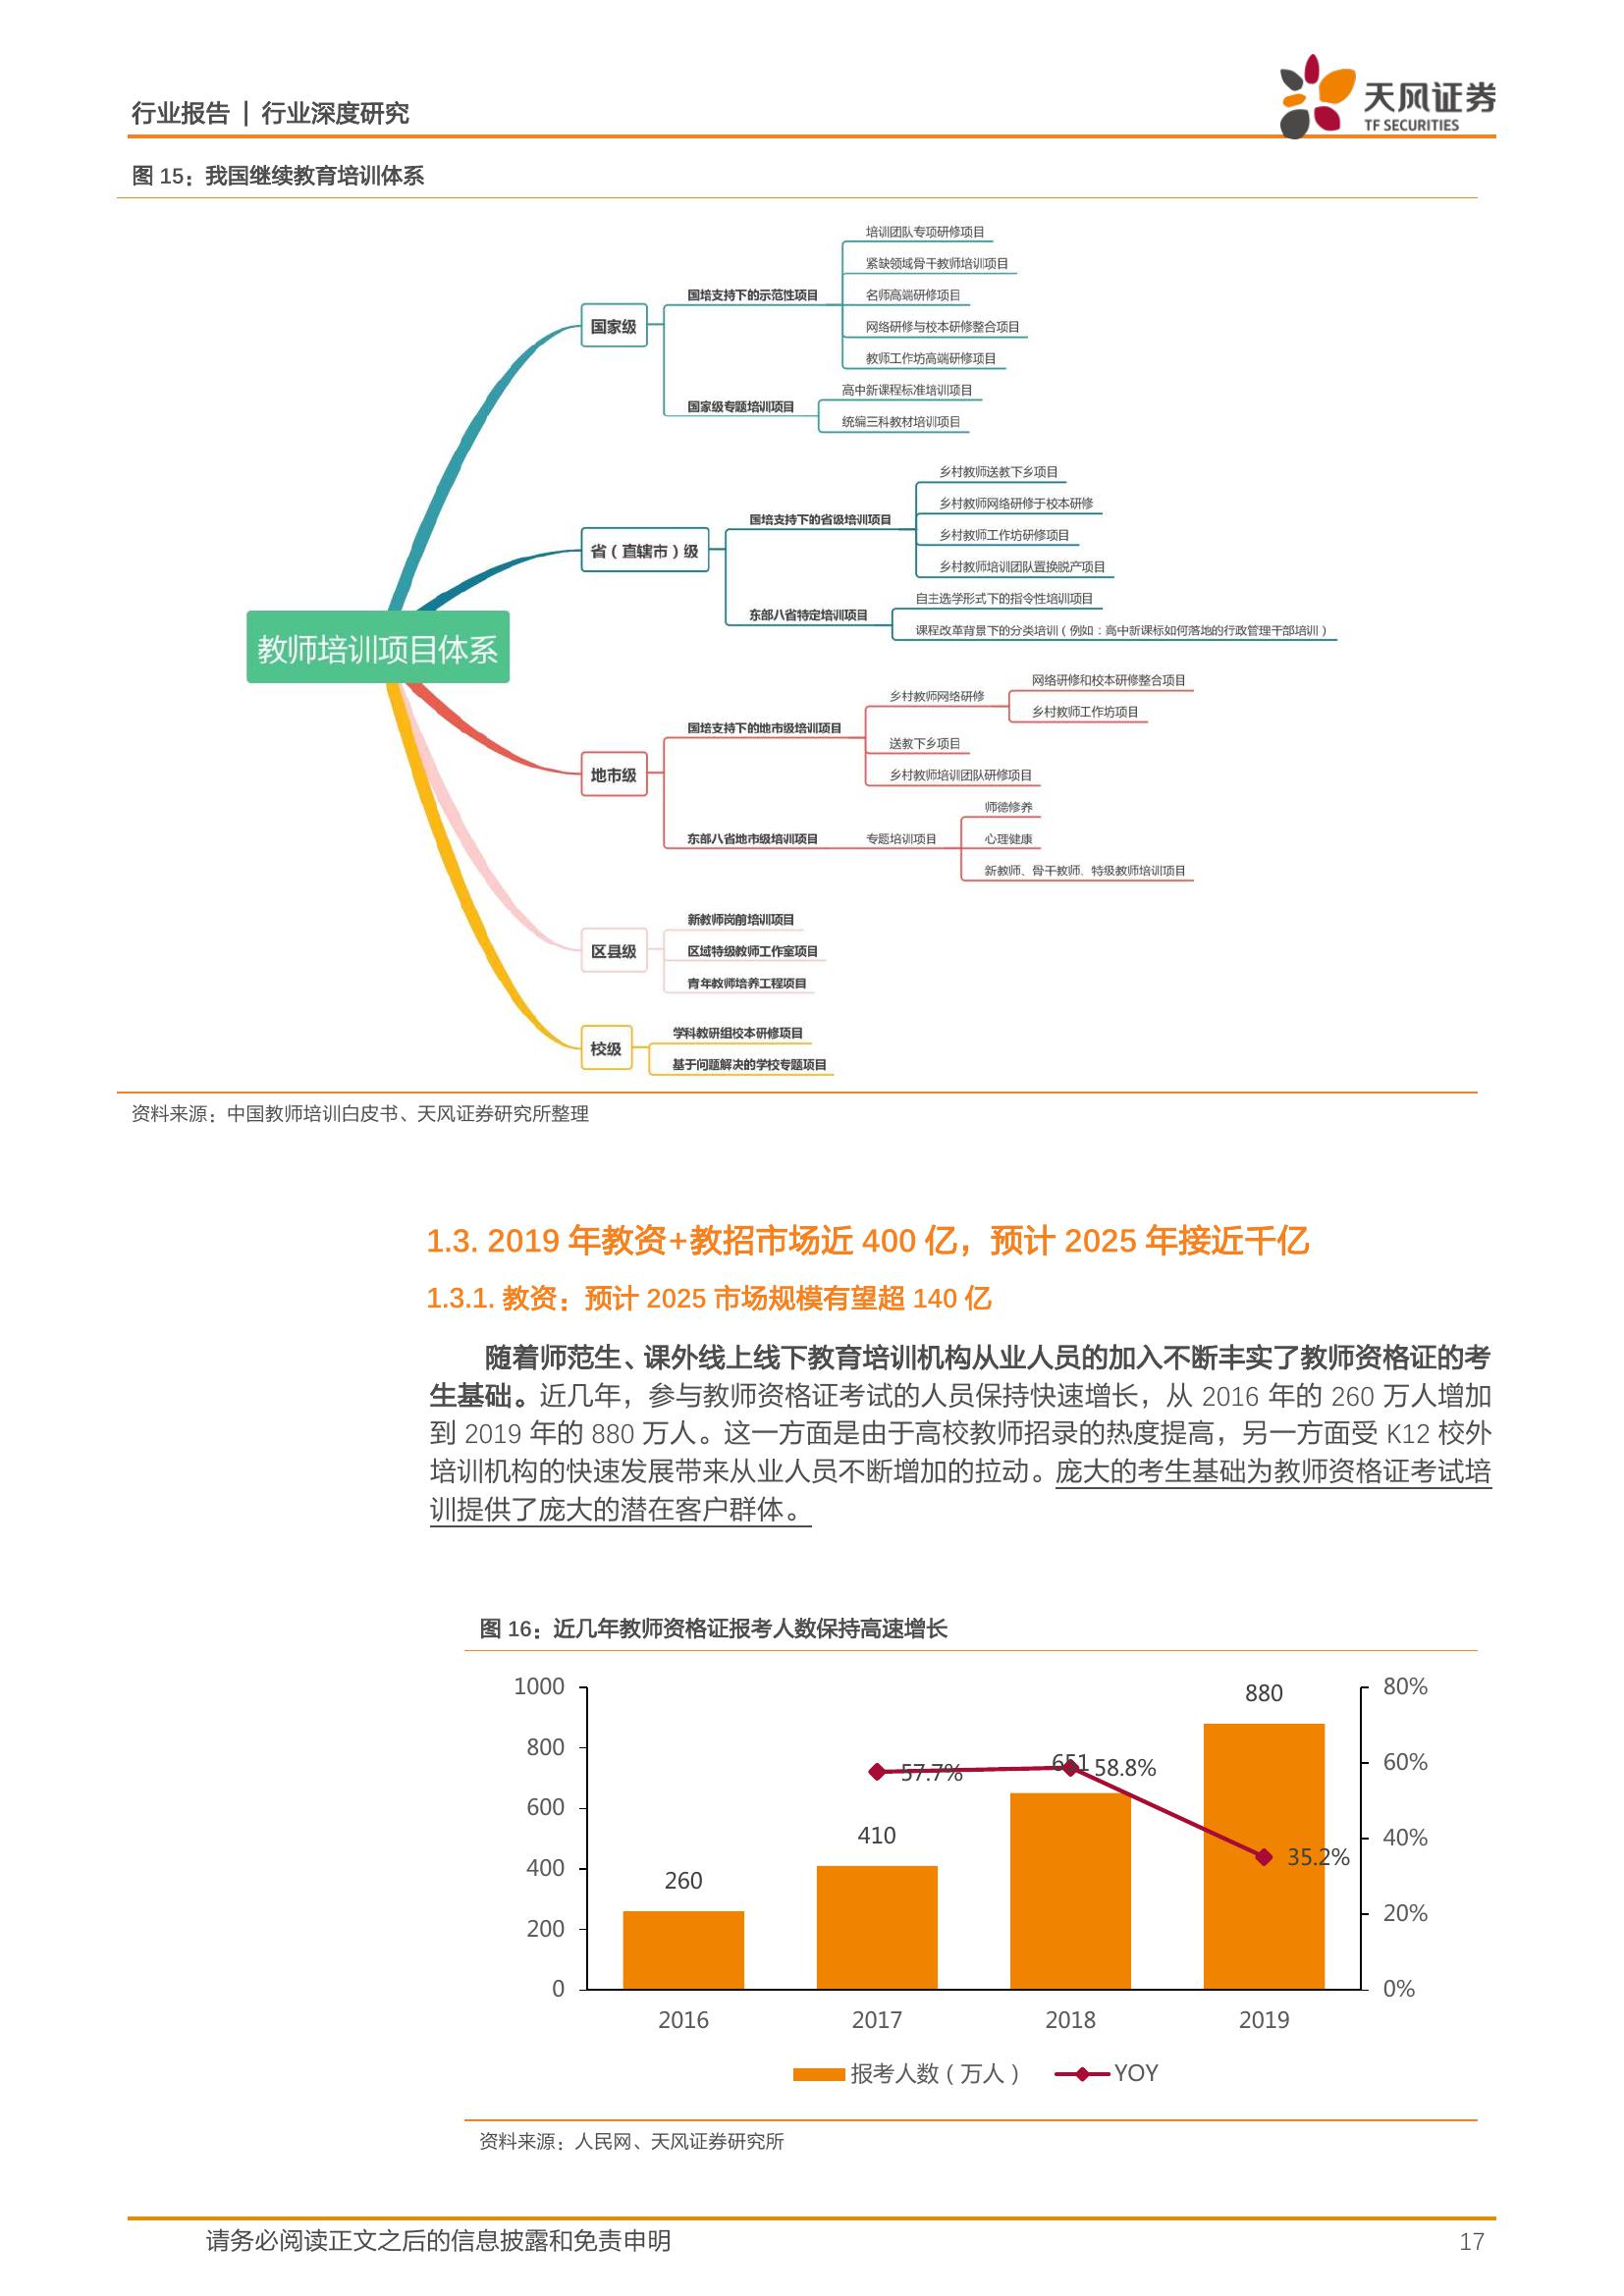 行业报告 | 行业深度研究
天风证券
TF SECURITIES
图 15：我国继续教育培训体系
教师培训项目体系
国家级
国培支持下的示范性项目
培训团队专项研修项目
紧缺领域骨干教师培训项目
名师高端研修项目
网络研修与校本研修整合项目
教师工作坊高端研修项目
国家级专题培训项目
高中新课程标准培训项目
统编三科教材培训项目
省（直辖市）级
国培支持下的省级培训项目
乡村教师送教下乡项目
乡村教师网络研修于校本研修
乡村教师工作坊研修项目
乡村教师培训团队置换脱产项目
东部八省特定培训项目
自主选学形式下的指令性培训项目
课程改革背景下的分类培训（例如：高中新课标如何落地的行政管理干部培训）
地市级
国培支持下的地市级培训项目
乡村教师网络研修
网络研修和校本研修整合项目
乡村教师工作坊项目
送教下乡项目
乡村教师培训团队研修项目
东部八省地市级培训项目
专题培训项目
师德修养
心理健康
新教师、骨干教师、特级教师培训项目
区县级
新教师岗前培训项目
区域特级教师工作室项目
青年教师培养工程项目
校级
学科教研组校本研修项目
基于问题解决的学校专题项目
资料来源：中国教师培训白皮书、天风证券研究所整理
1.3. 2019 年教资+教招市场近 400 亿，预计 2025 年接近千亿
1.3.1. 教资：预计 2025 市场规模有望超 140 亿
随着师范生、课外线上线下教育培训机构从业人员的加入不断丰实了教师资格证的考
生基础。近几年，参与教师资格证考试的人员保持快速增长，从 2016 年的 260 万人增加
到 2019 年的 880 万人。这一方面是由于高校教师招录的热度提高，另一方面受 K12 校外
培训机构的快速发展带来从业人员不断增加的拉动。庞大的考生基础为教师资格证考试培
训提供了庞大的潜在客户群体。
图 16：近几年教师资格证报考人数保持高速增长
1000
800
600
400
200
0
260
410
651
880
57.7%
58.8%
35.2%
80%
60%
40%
20%
0%
2016 2017 2018 2019
报考人数（万人） YOY
资料来源：人民网、天风证券研究所
请务必阅读正文之后的信息披露和免责申明 17